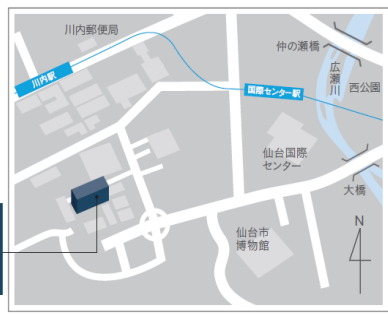 川内郵便局
川内駅
仲の瀬橋
広瀬川
西公園
国際センター駅
仙台国際
センター
大橋
仙台市
博物館
N